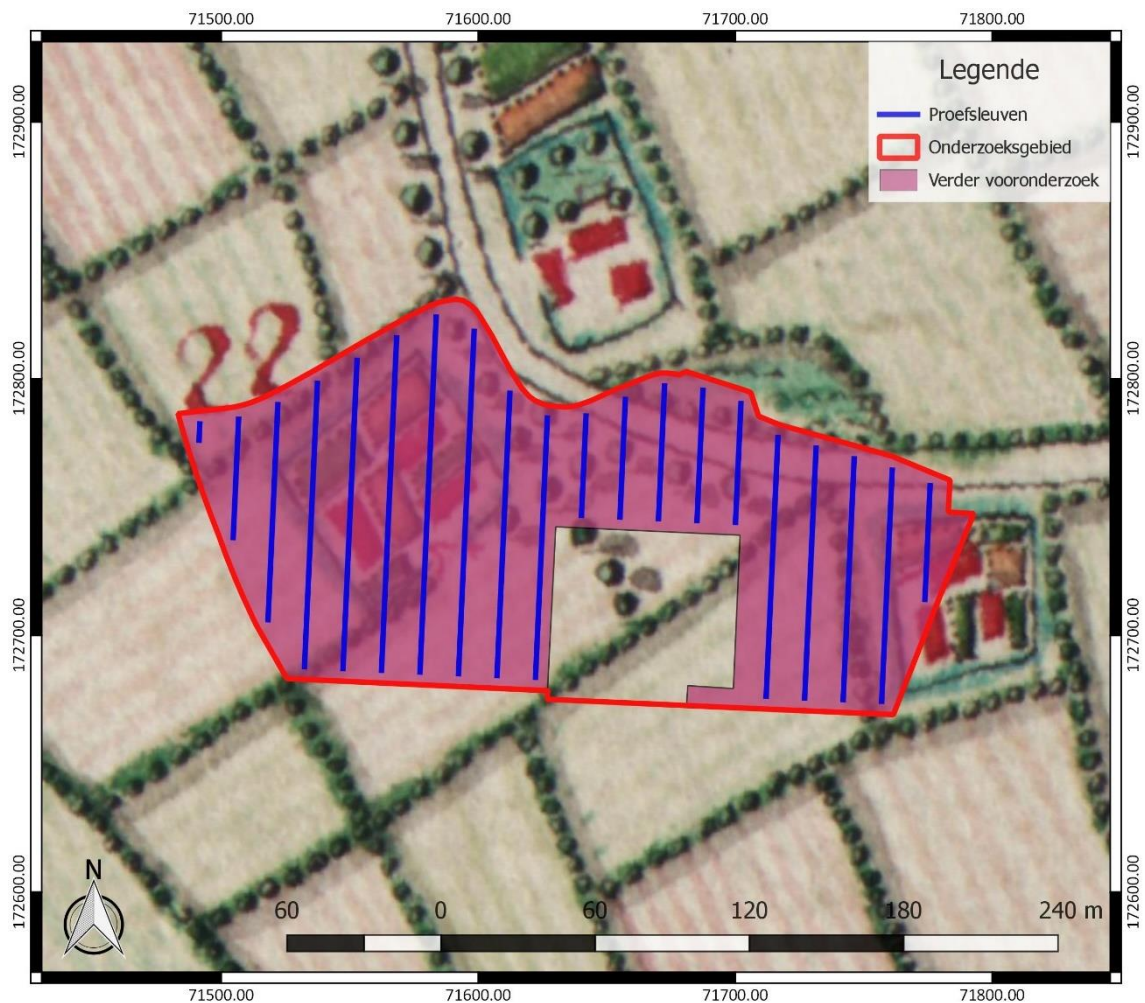 71500.00 71600.00 71700.00 71800.00
Legende
Proefsleuven
Onderzoeksgebied
Verder vooronderzoek
172900.00 172900.00
172800.00 172800.00
22
172700.00 172700.00
172600.00 172600.00
N
60 0 60 120 180 240 m
71500.00 71600.00 71700.00 71800.00